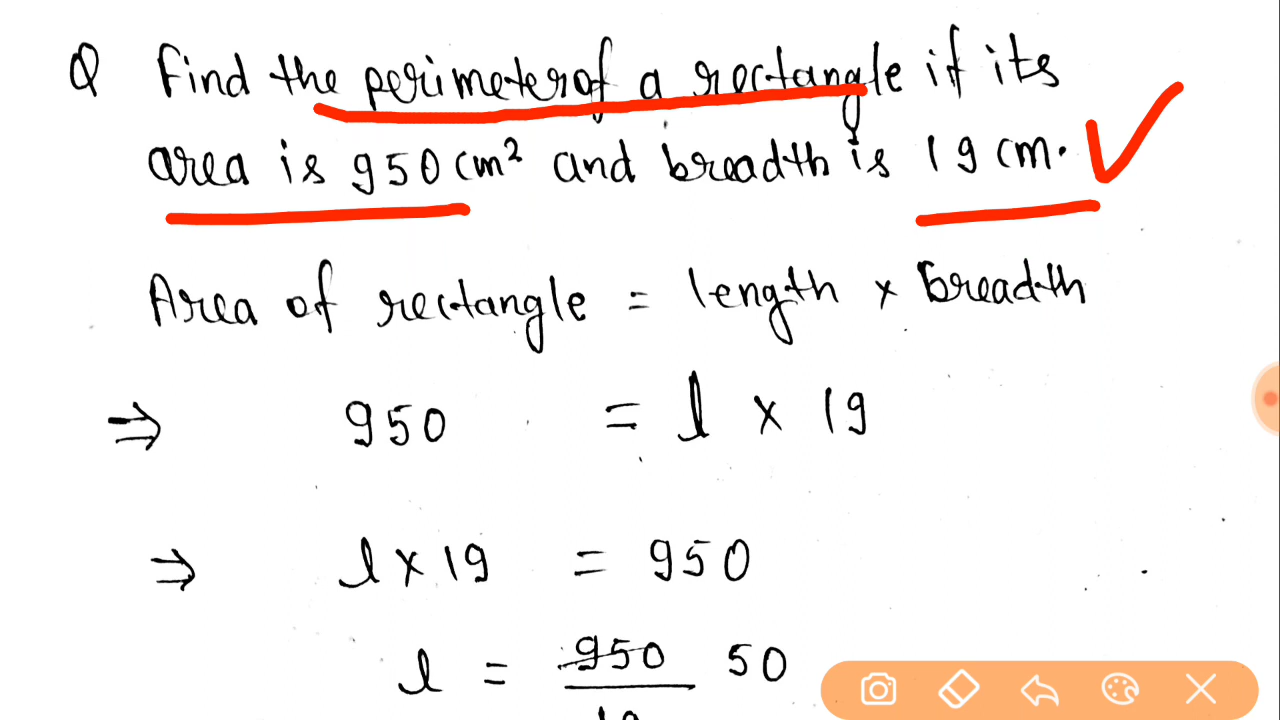 Q Find the perimeter of a rectangle if its
area is 950 cm² and breadth is 19 cm.
Area of rectangle = length × breadth
⇒ 950 = l × 19
⇒ l × 19 = 950
l = 950 50
19